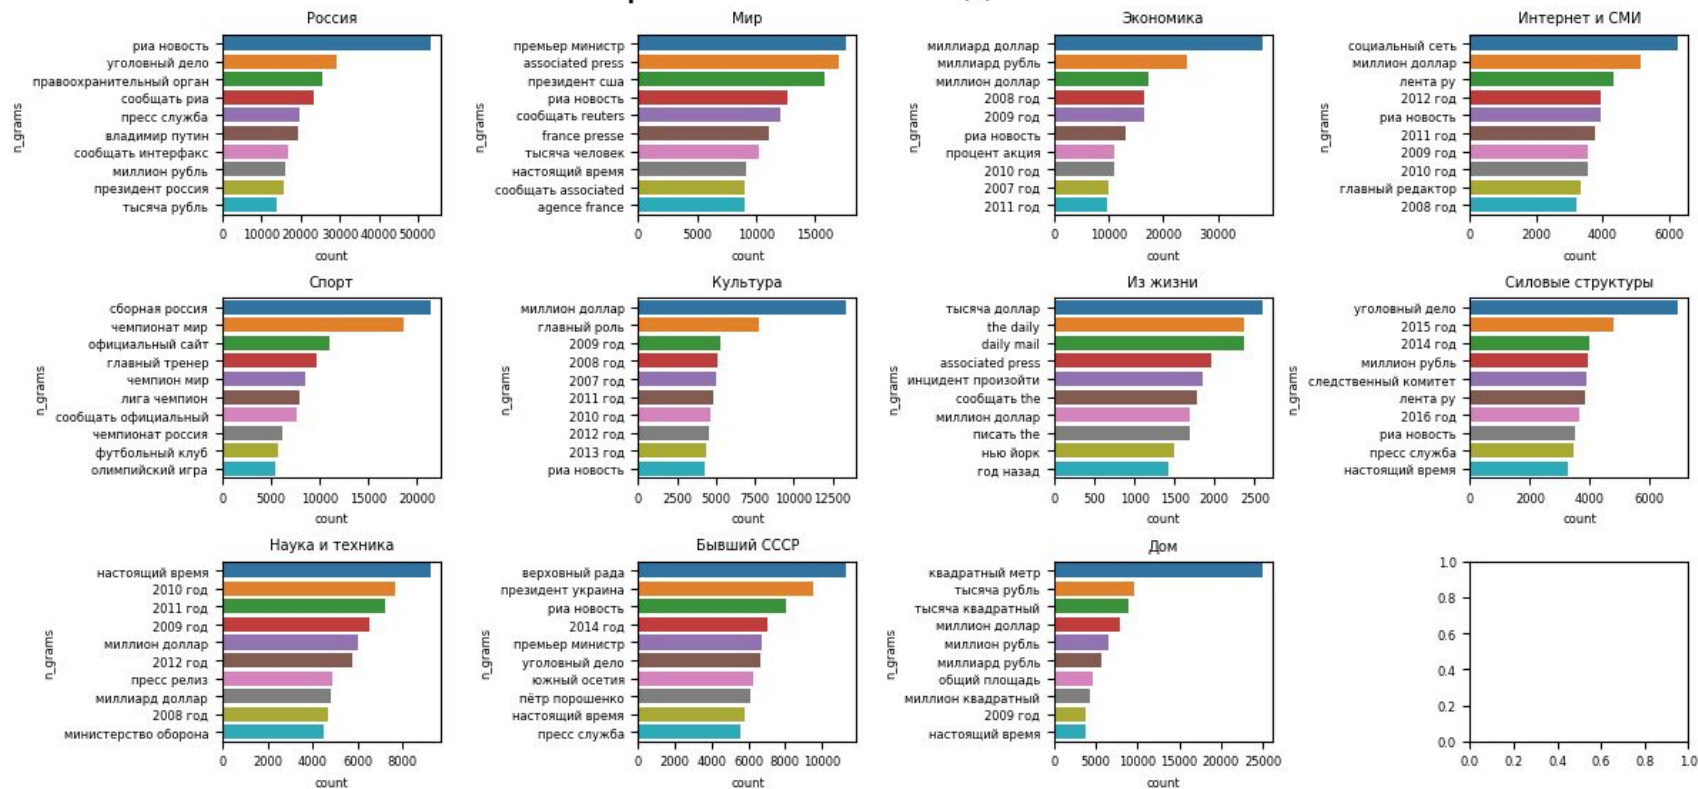 Россия
n_grams
риа новость
уголовный дело
правоохранительный орган
сообщать риа
пресс служба
владимир путин
сообщать интерфакс
миллион рубль
президент россия
тысяча рубль
0 10000 20000 30000 40000 50000
count
Мир
n_grams
премьер министр
associated press
президент сша
риа новость
сообщать reuters
france presse
тысяча человек
настоящий время
сообщать associated
agence france
0 5000 10000 15000
count
Экономика
n_grams
миллиард доллар
миллиард рубль
миллион доллар
2008 год
2009 год
риа новость
процент акция
2010 год
2007 год
2011 год
0 10000 20000 30000
count
Интернет и СМИ
n_grams
социальный сеть
миллион доллар
лента ру
2012 год
риа новость
2011 год
2009 год
2010 год
главный редактор
2008 год
0 2000 4000 6000
count
Спорт
n_grams
сборная россия
чемпионат мир
официальный сайт
главный тренер
чемпион мир
лига чемпион
сообщать официальный
чемпионат россия
футбольный клуб
олимпийский игра
0 5000 10000 15000 20000
count
Культура
n_grams
миллион доллар
главный роль
2009 год
2008 год
2007 год
2011 год
2010 год
2012 год
2013 год
риа новость
0 2500 5000 7500 10000 12500
count
Из жизни
n_grams
тысяча доллар
the daily
daily mail
associated press
инцидент произойти
сообщать the
миллион доллар
писать the
нью йорк
год назад
0 500 1000 1500 2000 2500
count
Силовые структуры
n_grams
уголовный дело
2015 год
2014 год
миллион рубль
следственный комитет
лента ру
2016 год
риа новость
пресс служба
настоящий время
0 2000 4000 6000
count
Наука и техника
n_grams
настоящий время
2010 год
2011 год
2009 год
миллион доллар
2012 год
пресс релиз
миллиард доллар
2008 год
министерство оборона
0 2000 4000 6000 8000
count
Бывший СССР
n_grams
верховный рада
президент украина
риа новость
2014 год
премьер министр
уголовный дело
южный осетия
пётр порошенко
настоящий время
пресс служба
0 2000 4000 6000 8000 10000
count
Дом
n_grams
квадратный метр
тысяча рубль
тысяча квадратный
миллион доллар
миллион рубль
миллиард рубль
общий площадь
миллион квадратный
2009 год
настоящий время
0 5000 10000 15000 20000 25000
count
1.0
0.8
0.6
0.4
0.2
0.0
0.0 0.2 0.4 0.6 0.8 1.0